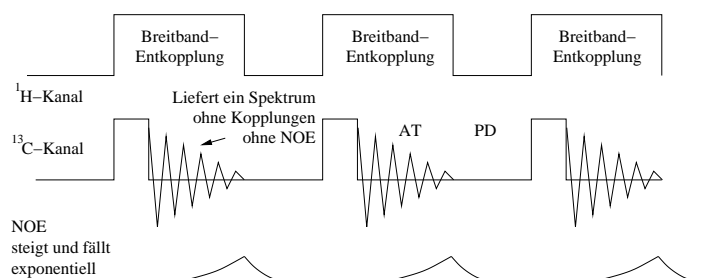 Breitband–
Entkopplung
Breitband–
Entkopplung
Breitband–
Entkopplung
1H–Kanal
Liefert ein Spektrum
ohne Kopplungen
ohne NOE
AT
PD
13C–Kanal
NOE
steigt und fällt
exponentiell